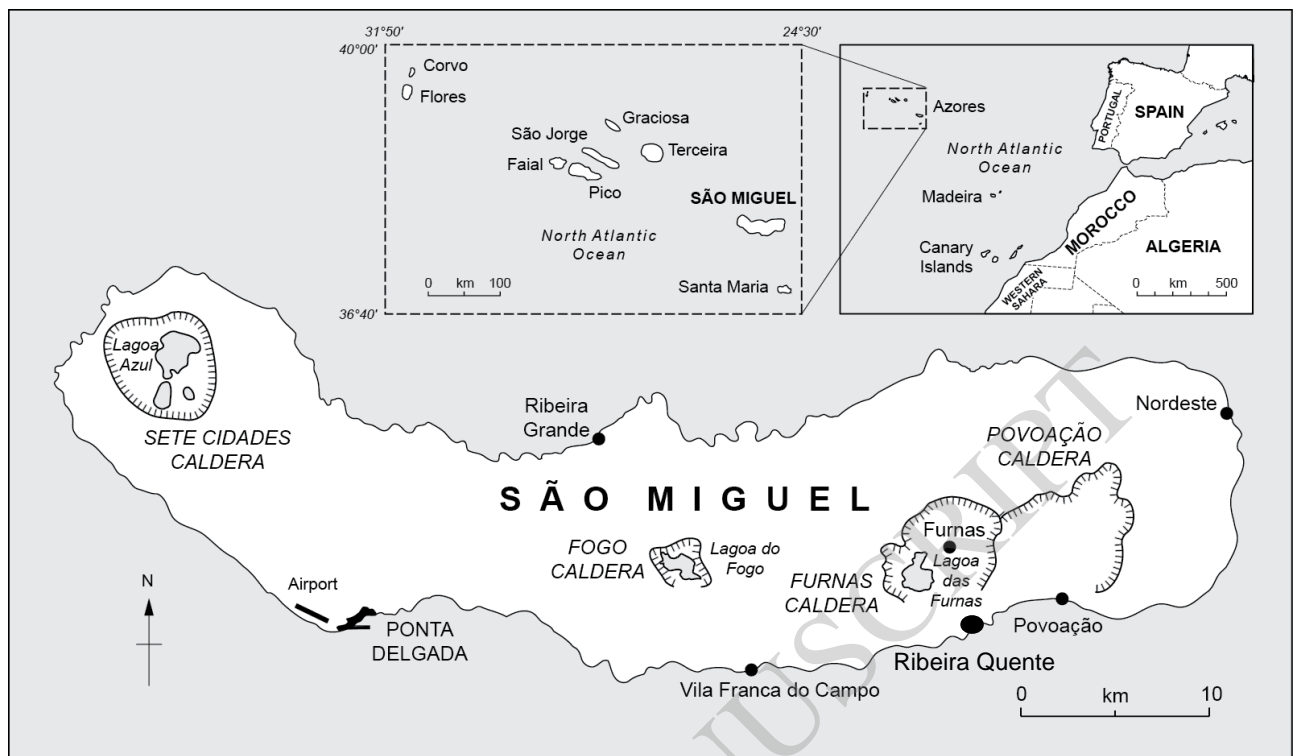 31°50'
24°30'
40°00'
36°40'
Corvo
Flores
Graciosa
São Jorge
Terceira
Faial
Pico
SÃO MIGUEL
North Atlantic
Ocean
0 km 100
Santa Maria
Azores
PORTUGAL
SPAIN
North Atlantic
Ocean
Madeira
MOROCCO
Canary
Islands
ALGERIA
WESTERN
SAHARA
0 km 500
Lagoa
Azul
SETE CIDADES
CALDERA
Ribeira
Grande
Nordeste
POVOAÇÃO
CALDERA
SÃO MIGUEL
FOGO
CALDERA
Lagoa do
Fogo
Furnas
FURNAS
CALDERA
Lagoa
das
Furnas
N
Airport
PONTA
DELGADA
Povoação
Ribeira Quente
Vila Franca do Campo
0 km 10
USCRIPT